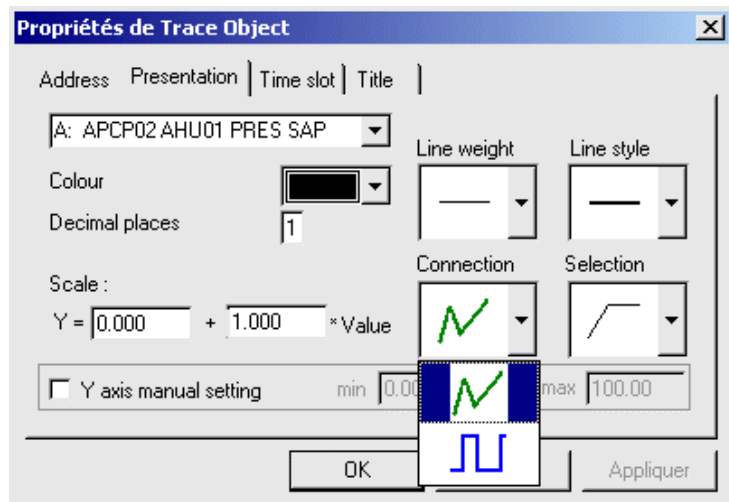 Propriétés de Trace Object
Address Presentation Time slot Title
A: APCP02 AHU01 PRES SAP
Line weight Line style
Colour
Decimal places 1
Connection Selection
Scale :
Y = 0.000 + 1.000 * Value
Y axis manual setting min 0.00 max 100.00
OK Appliquer